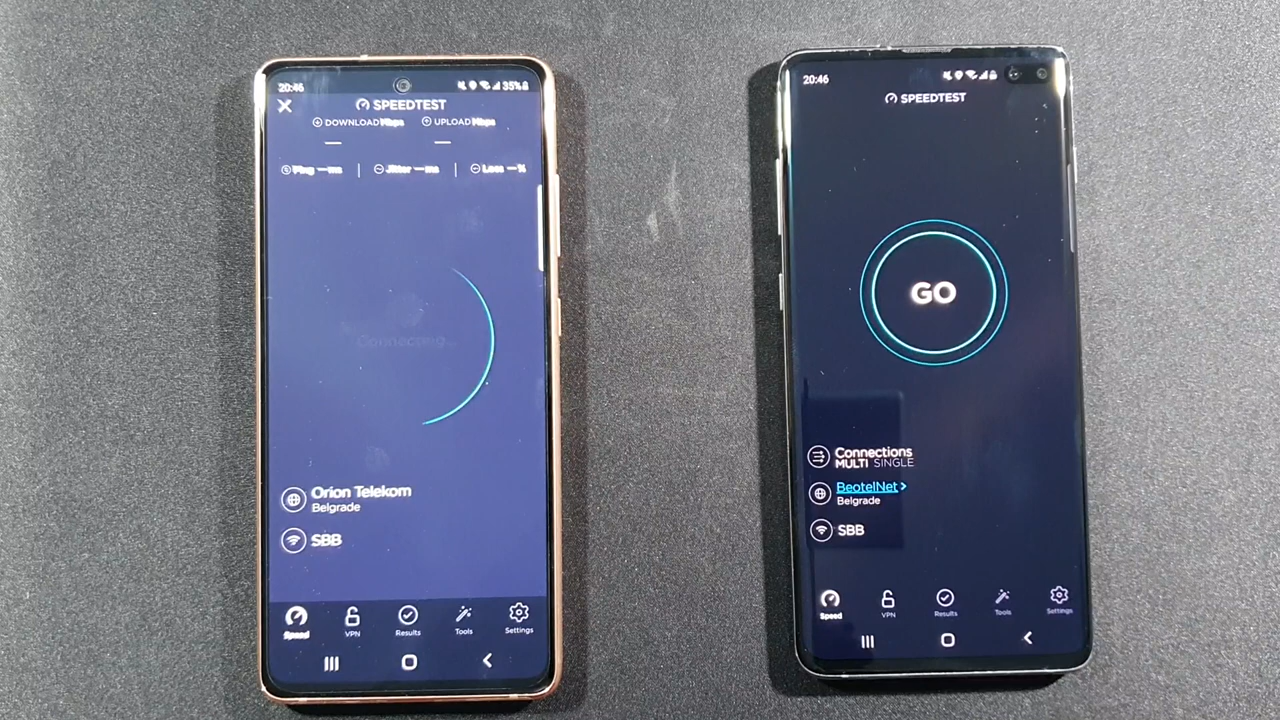 20:46
35%
SPEEDTEST
DOWNLOAD Mbps
UPLOAD Mbps
Ping — ms
Jitter — ms
Loss — %
Connecting...
Orion Telekom
Belgrade
SBB
Speed
VPN
Results
Tools
Settings
20:46
SPEEDTEST
GO
Connections
MULTI SINGLE
BeotelNet >
Belgrade
SBB
Speed
VPN
Results
Tools
Settings